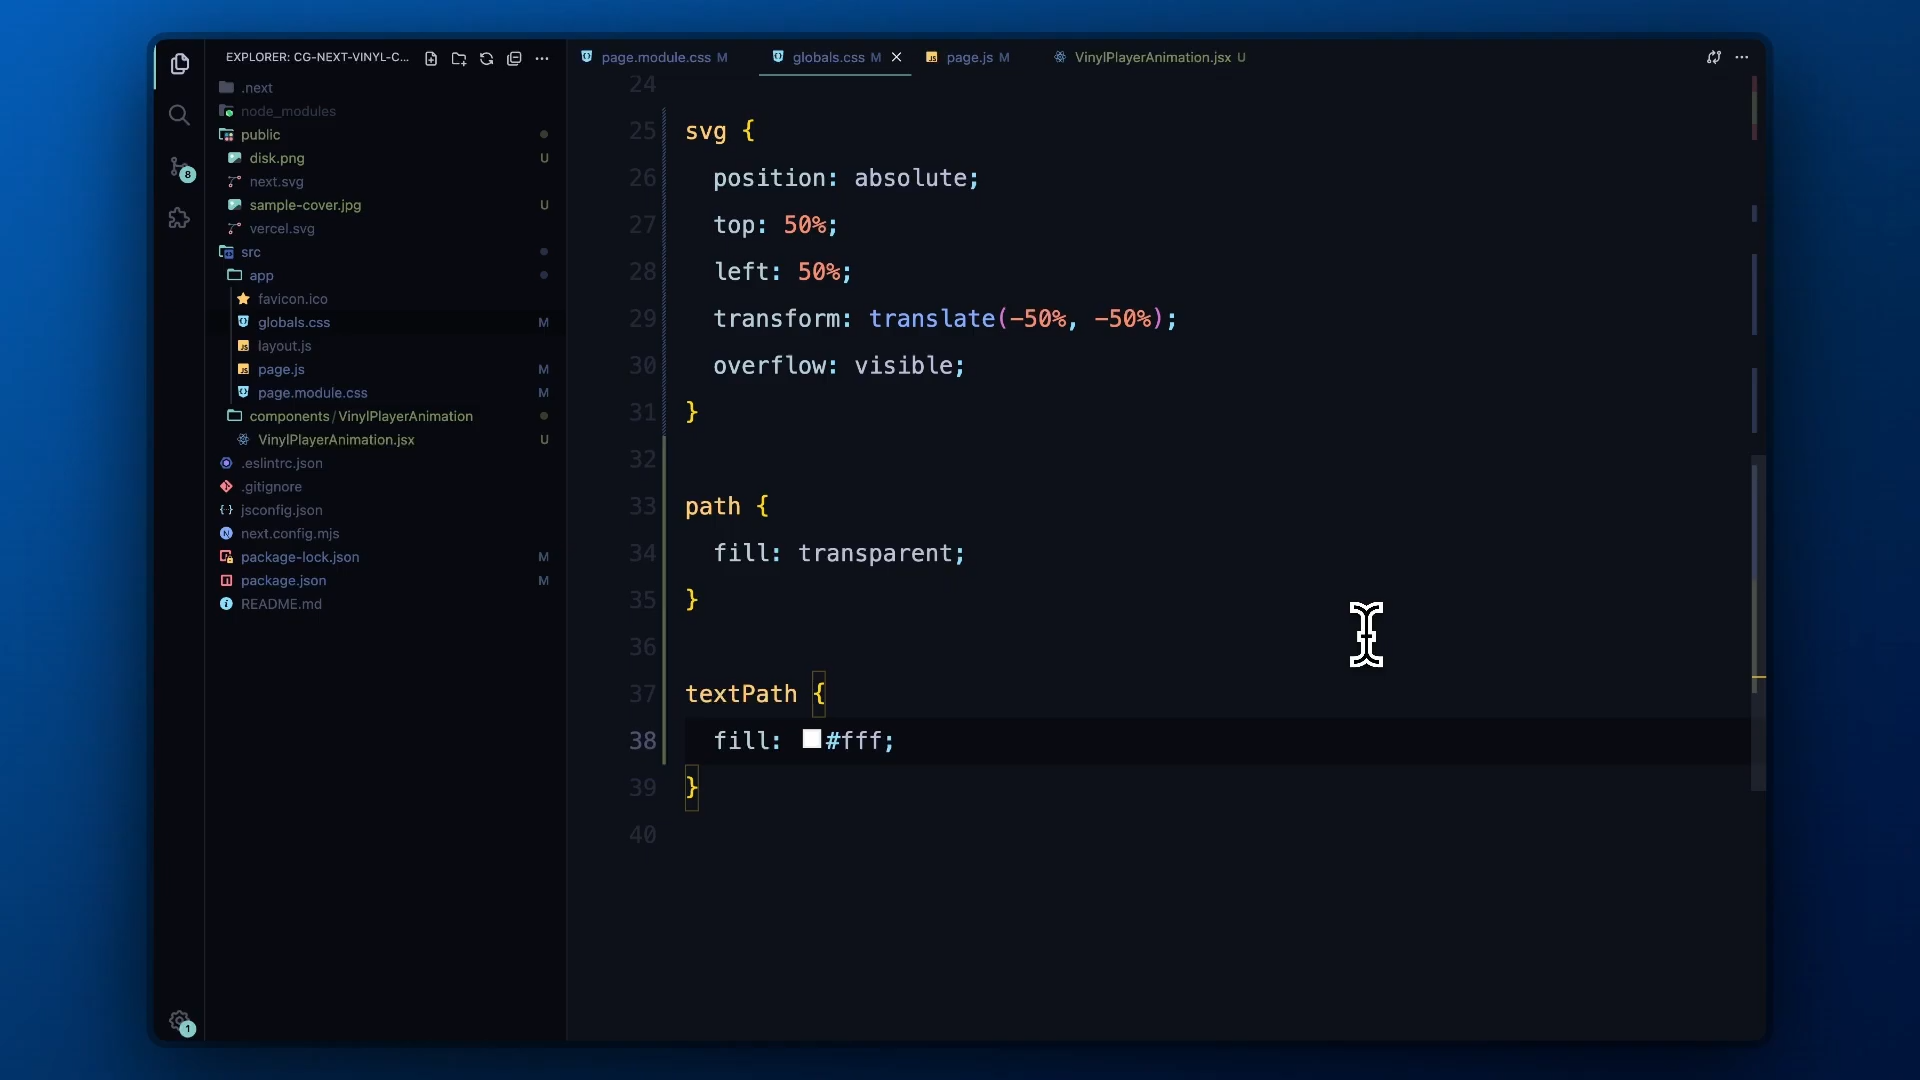 EXPLORER: CG-NEXT-VINYL-C...
.next
node_modules
public
disk.png U
next.svg
sample-cover.jpg U
vercel.svg
src
app
favicon.ico
globals.css M
layout.js
page.js M
page.module.css M
components / VinylPlayerAnimation
VinylPlayerAnimation.jsx U
.eslintrc.json
.gitignore
jsconfig.json
next.config.mjs
package-lock.json M
package.json M
README.md
8
1
page.module.css M
globals.css M
page.js M
VinylPlayerAnimation.jsx U
24
25 svg {
26 position: absolute;
27 top: 50%;
28 left: 50%;
29 transform: translate(-50%, -50%);
30 overflow: visible;
31 }
32
33 path {
34 fill: transparent;
35 }
36
37 textPath {
38 fill: #fff;
39 }
40